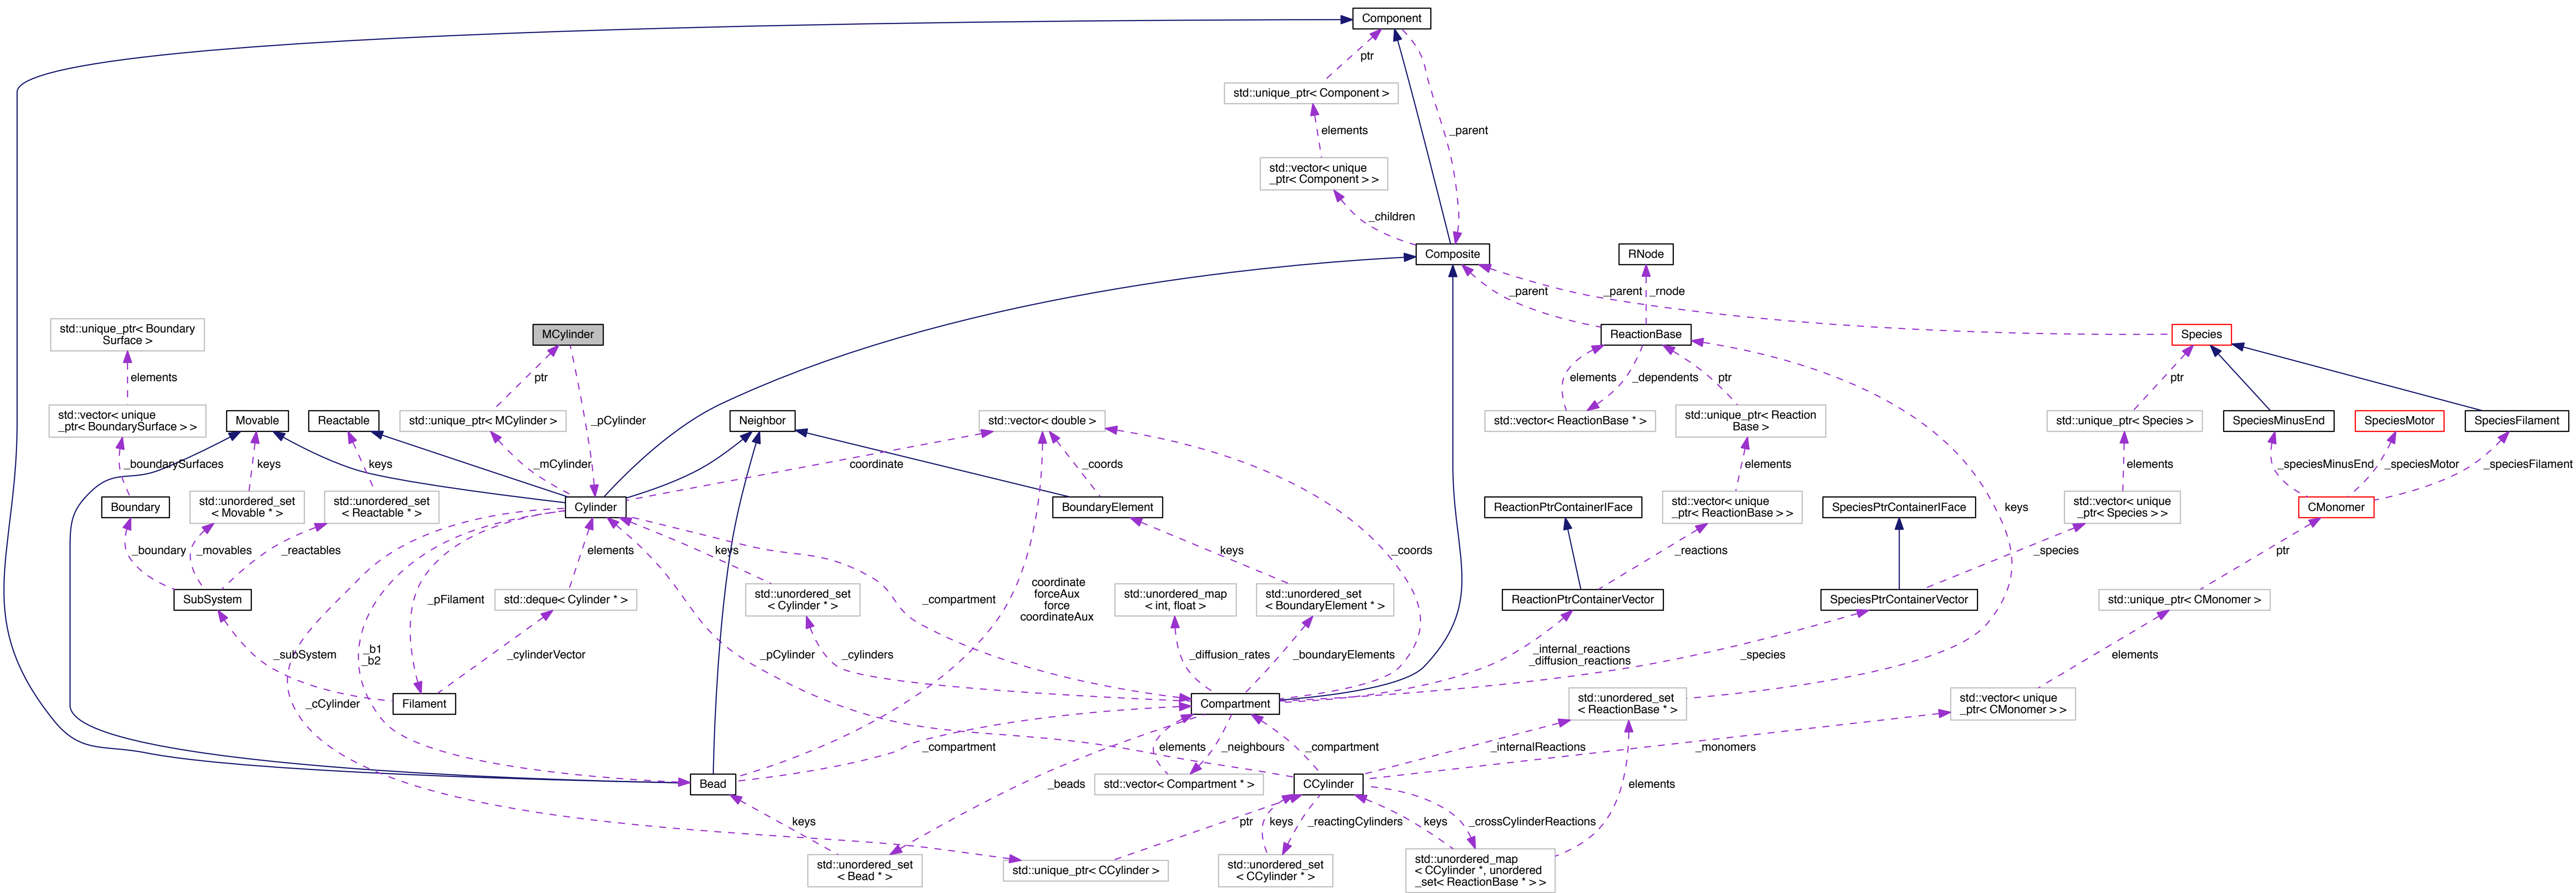 Component
ptr
std::unique_ptr< Component >
elements
_parent
std::vector< unique
_ptr< Component > >
_children
Composite
RNode
_parent
_parent
_rnode
std::unique_ptr< Boundary
Surface >
MCylinder
ReactionBase
Species
elements
ptr
_pCylinder
elements
_dependents
ptr
ptr
std::vector< unique
_ptr< BoundarySurface > >
Movable
Reactable
std::unique_ptr< MCylinder >
Neighbor
std::vector< double >
std::vector< ReactionBase * >
std::unique_ptr< Reaction
Base >
std::unique_ptr< Species >
SpeciesMinusEnd
SpeciesMotor
SpeciesFilament
_boundarySurfaces
keys
keys
_mCylinder
coordinate
_coords
elements
elements
_speciesMinusEnd
_speciesMotor
_speciesFilament
Boundary
std::unordered_set
< Movable * >
std::unordered_set
< Reactable * >
Cylinder
BoundaryElement
ReactionPtrContainerIFace
std::vector< unique
_ptr< ReactionBase > >
SpeciesPtrContainerIFace
keys
std::vector< unique
_ptr< Species > >
CMonomer
_boundary
_movables
_reactables
elements
keys
keys
_coords
_reactions
_species
ptr
SubSystem
_pFilament
std::deque< Cylinder * >
std::unordered_set
< Cylinder * >
_compartment
coordinate
forceAux
force
coordinateAux
std::unordered_map
< int, float >
std::unordered_set
< BoundaryElement * >
ReactionPtrContainerVector
SpeciesPtrContainerVector
std::unique_ptr< CMonomer >
_subSystem
_b1
_b2
_cylinderVector
_pCylinder
_cylinders
_diffusion_rates
_boundaryElements
_internal_reactions
_diffusion_reactions
_species
elements
_cCylinder
Filament
Compartment
std::unordered_set
< ReactionBase * >
std::vector< unique
_ptr< CMonomer > >
_compartment
elements
_neighbours
_compartment
_internalReactions
_monomers
Bead
_beads
std::vector< Compartment * >
CCylinder
elements
keys
ptr
keys
_reactingCylinders
keys
_crossCylinderReactions
std::unordered_set
< Bead * >
std::unique_ptr< CCylinder >
std::unordered_set
< CCylinder * >
std::unordered_map
< CCylinder *, unordered
_set< ReactionBase * > >